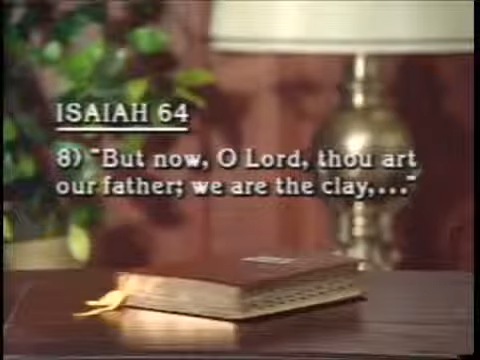 ISAIAH 64
8) "But now, O Lord, thou art
our father; we are the clay,..."